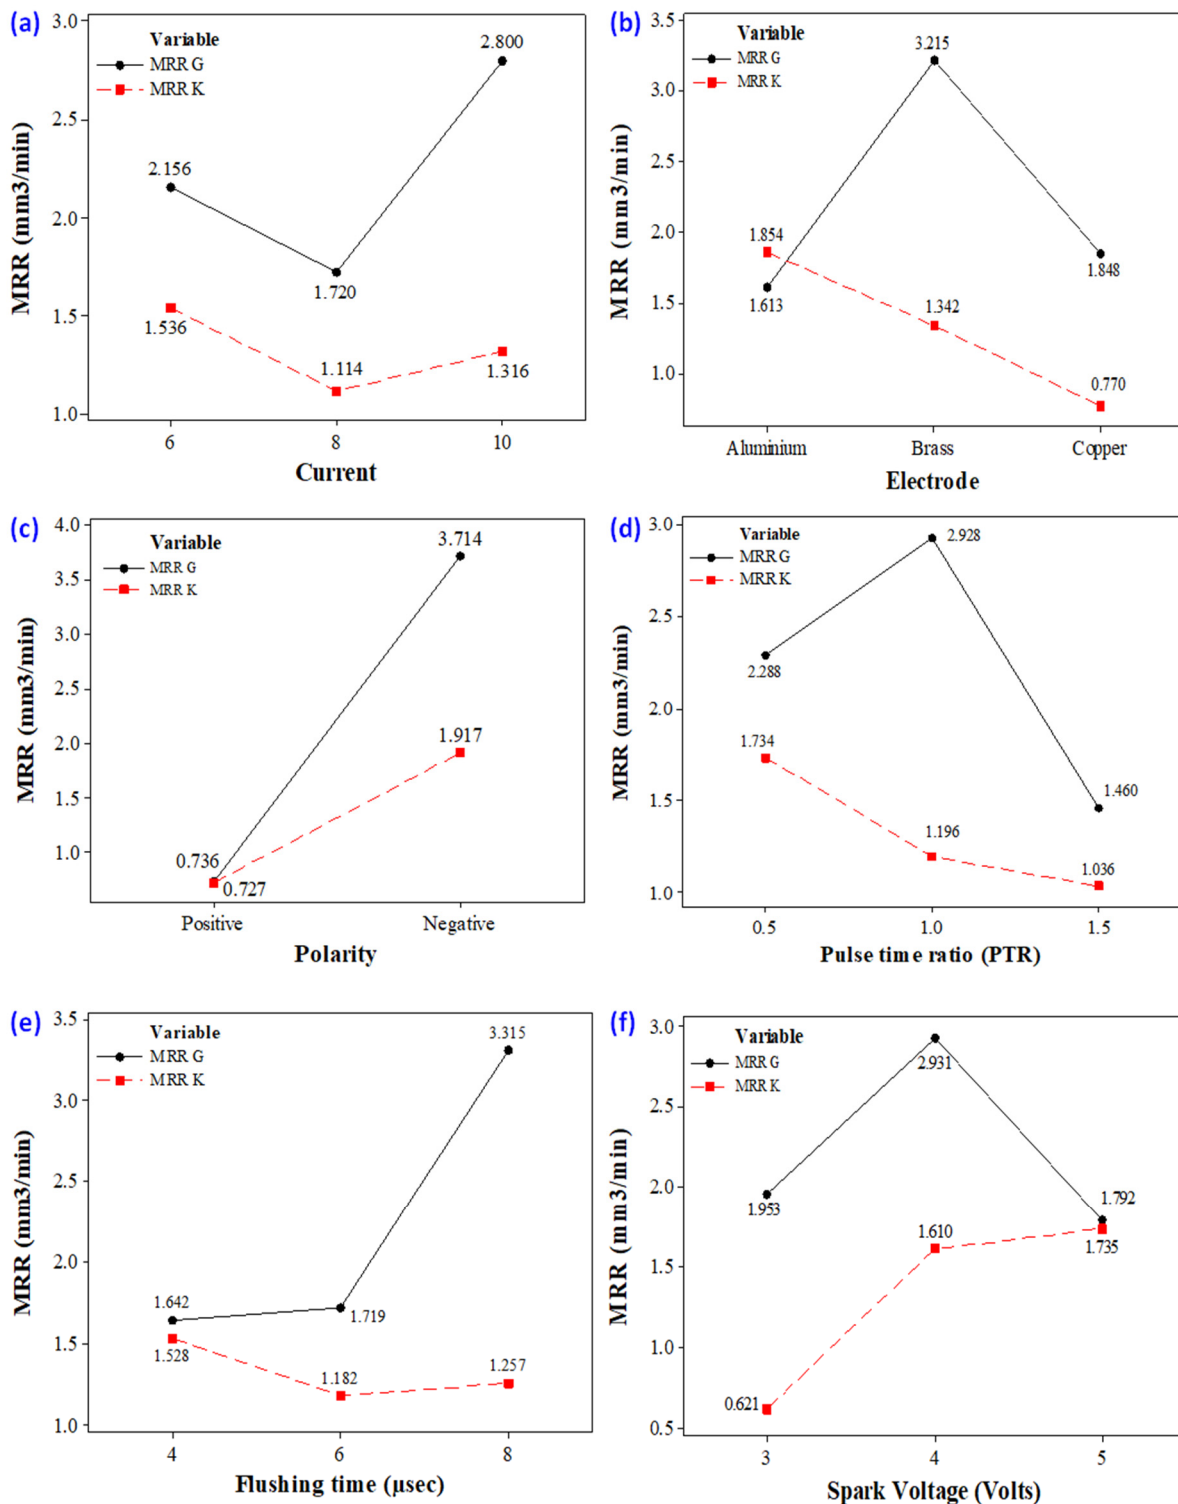 (a)
3.0
2.5
2.0
1.5
1.0
MRR (mm3/min)
Variable
MRR G
MRR K
2.800
2.156
1.720
1.536
1.114
1.316
6 8 10
Current
(b)
3.5
3.0
2.5
2.0
1.5
1.0
MRR (mm3/min)
Variable
MRR G
MRR K
3.215
1.854
1.613
1.848
1.342
0.770
Aluminium Brass Copper
Electrode
(c)
4.0
3.5
3.0
2.5
2.0
1.5
1.0
MRR (mm3/min)
Variable
MRR G
MRR K
3.714
1.917
0.736
0.727
Positive Negative
Polarity
(d)
3.0
2.5
2.0
1.5
1.0
MRR (mm3/min)
Variable
MRR G
MRR K
2.928
2.288
1.734
1.460
1.196
1.036
0.5 1.0 1.5
Pulse time ratio (PTR)
(e)
3.5
3.0
2.5
2.0
1.5
1.0
MRR (mm3/min)
Variable
MRR G
MRR K
3.315
1.642
1.719
1.528
1.182
1.257
4 6 8
Flushing time (µsec)
(f)
3.0
2.5
2.0
1.5
1.0
0.5
MRR (mm3/min)
Variable
MRR G
MRR K
2.931
1.953
1.792
1.610
1.735
0.621
3 4 5
Spark Voltage (Volts)